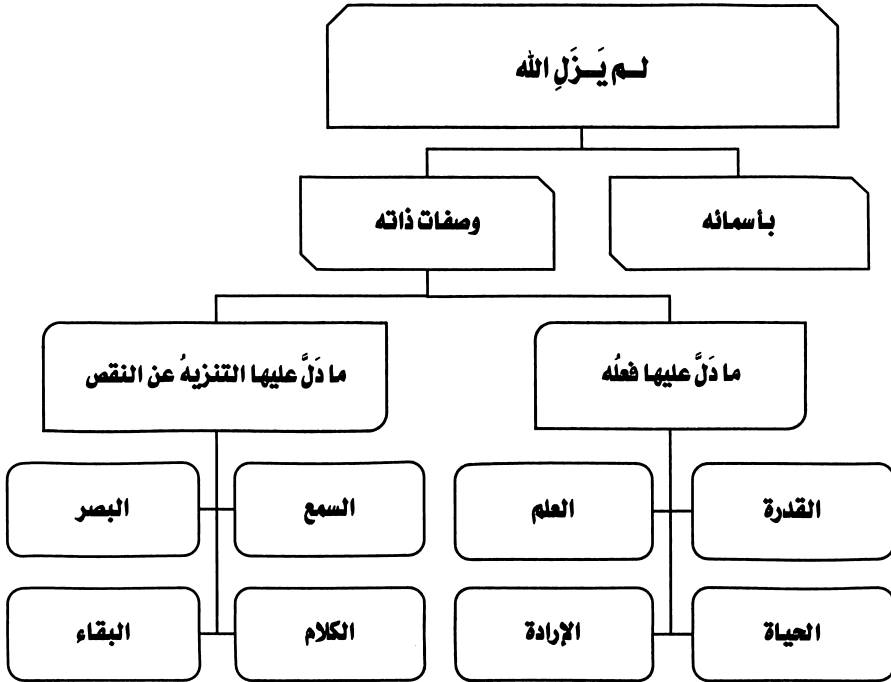 لم يَزَلِ الله
بأسمائه
وصفات ذاته
ما دَلَّ عليها فعلُه
ما دَلَّ عليها التنزيهُ عن النقص
القدرة
العلم
السمع
البصر
الحياة
الإرادة
الكلام
البقاء